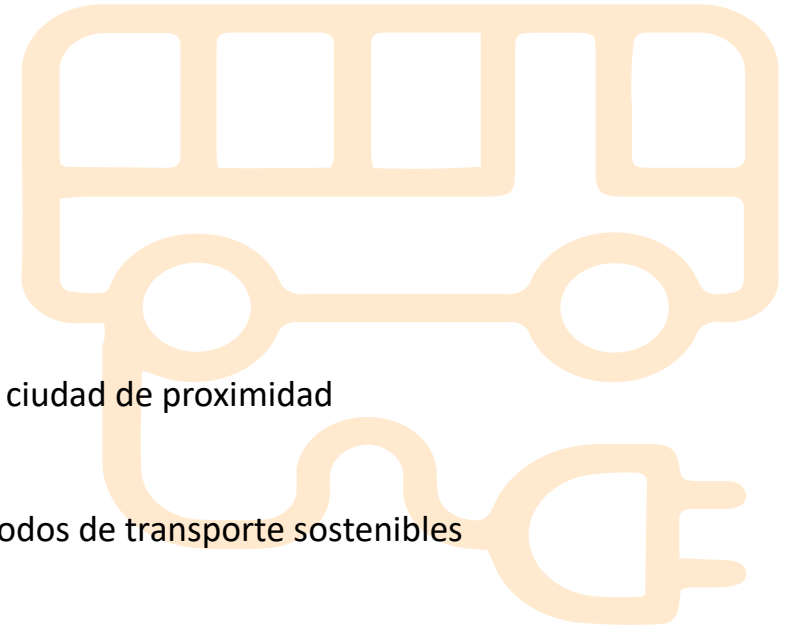 ciudad de proximidad
odos de transporte sostenibles